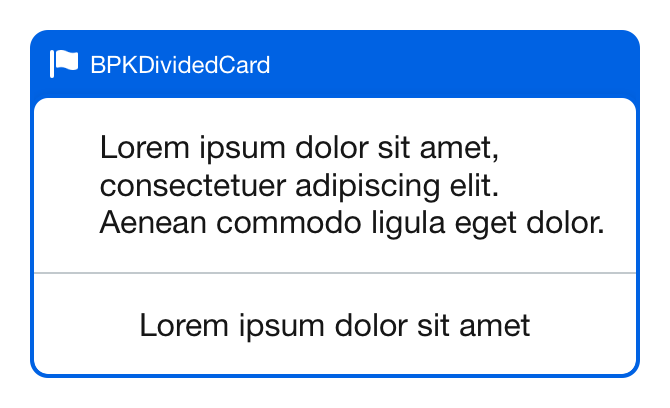 BPKDividedCard
Lorem ipsum dolor sit amet,
consectetuer adipiscing elit.
Aenean commodo ligula eget dolor.
Lorem ipsum dolor sit amet